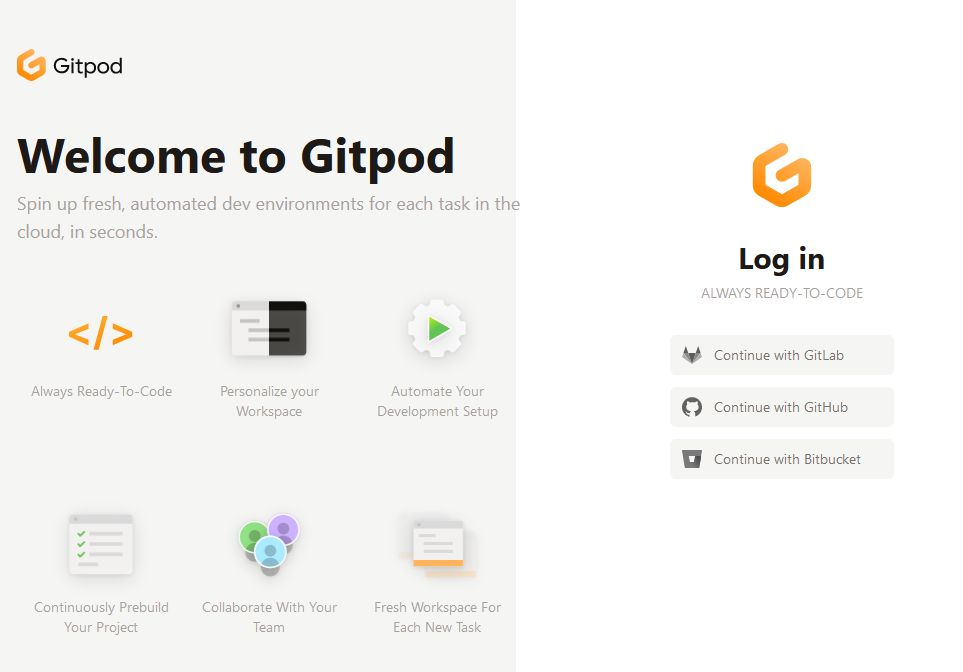 Gitpod
Welcome to Gitpod
Spin up fresh, automated dev environments for each task in the
cloud, in seconds.
</>
Always Ready-To-Code
Personalize your
Workspace
Automate Your
Development Setup
Continuously Prebuild
Your Project
Collaborate With Your
Team
Fresh Workspace For
Each New Task
Log in
ALWAYS READY-TO-CODE
Continue with GitLab
Continue with GitHub
Continue with Bitbucket